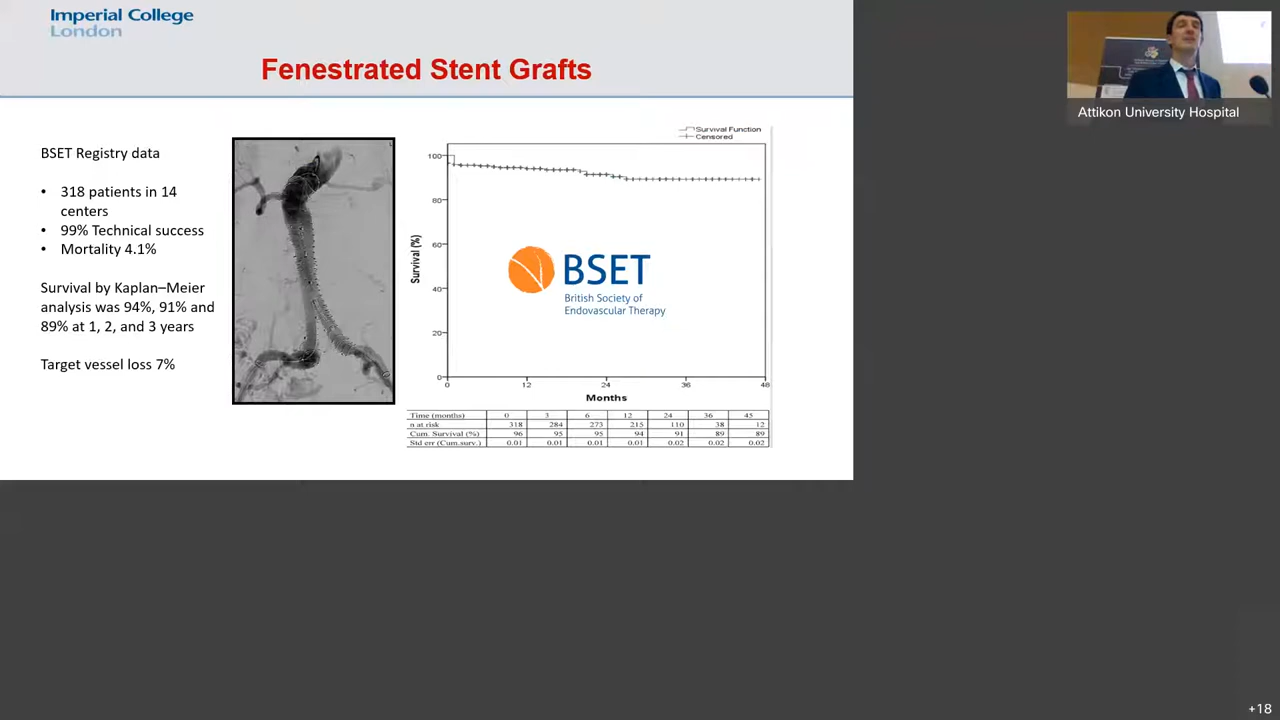 Imperial College
London
Fenestrated Stent Grafts
Attikon University Hospital
BSET Registry data
• 318 patients in 14
centers
• 99% Technical success
• Mortality 4.1%
Survival by Kaplan–Meier
analysis was 94%, 91% and
89% at 1, 2, and 3 years
Target vessel loss 7%
Survival Function
Censored
100
80
60
40
20
0
Survival (%)
BSET
British Society of
Endovascular Therapy
0 12 24 36 48
Months
Time (months) 0 3 6 12 24 36 45
n at risk 318 284 273 215 110 38 12
Cum. Survival (%) 96 95 95 94 91 89 89
Std err (Cum.surv.) 0.01 0.01 0.01 0.01 0.02 0.02 0.02
+18